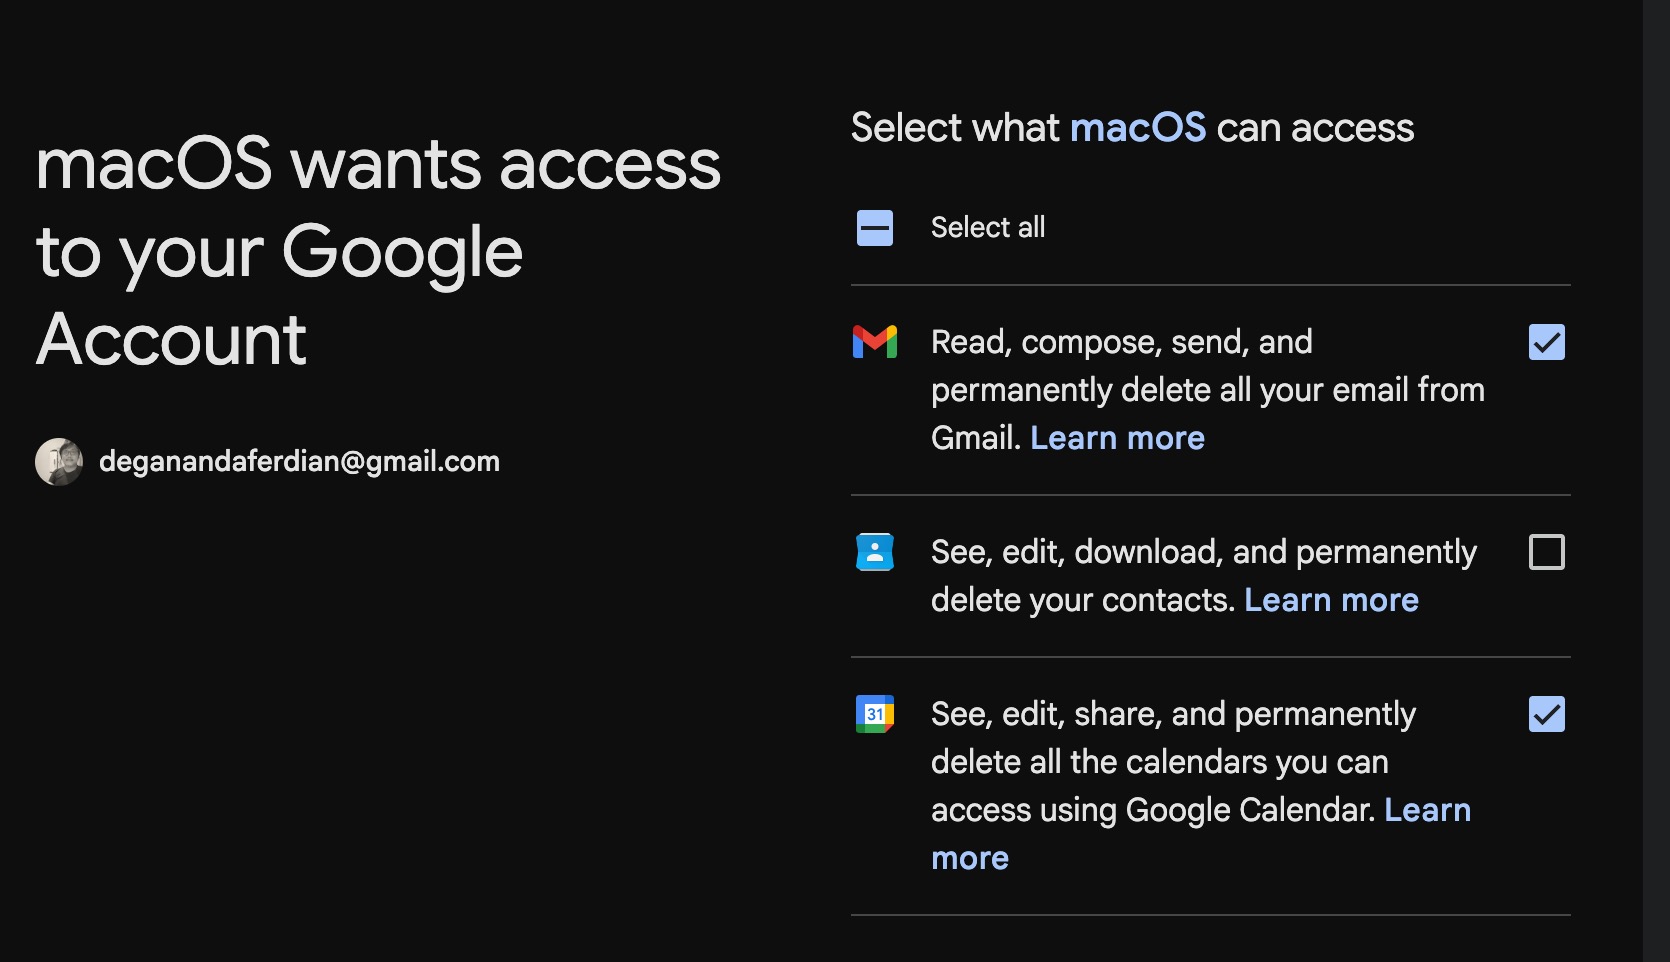 macOS wants access
to your Google
Account
deganandaferdian@gmail.com
Select what macOS can access
Select all
Read, compose, send, and
permanently delete all your email from
Gmail. Learn more
See, edit, download, and permanently
delete your contacts. Learn more
31
See, edit, share, and permanently
delete all the calendars you can
access using Google Calendar. Learn
more